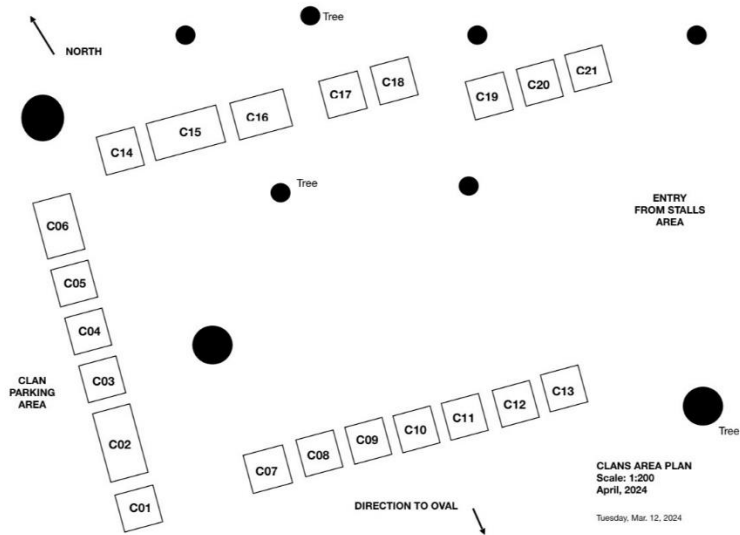 Tree
NORTH
C21
C18
C20
C17
C19
C16
C15
C14
Tree
ENTRY
FROM STALLS
AREA
C06
C05
C04
C03
CLAN
PARKING
AREA
C13
C12
C11
C10
Tree
C02
C09
C08
C07
CLANS AREA PLAN
Scale: 1:200
April, 2024
C01
DIRECTION TO OVAL
Tuesday, Mar. 12, 2024